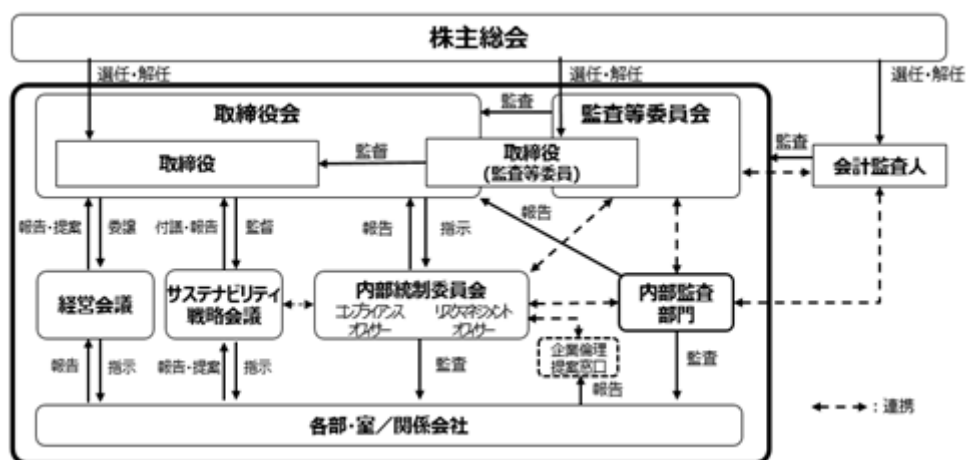 株主総会
選任・解任
選任・解任
選任・解任
取締役会
監査
監査等委員会
取締役
監督
取締役
(監査等委員)
監査
会計監査人
報告・提案
委譲
付議・報告
監督
報告
指示
報告
経営会議
サステナビリティ
戦略会議
内部統制委員会
コンプライアンス
オフィサー
リスクマネジメント
オフィサー
内部監査
部門
企業倫理
提案窓口
報告
指示
報告・提案
指示
監査
報告
監査
各部・室／関係会社
：連携